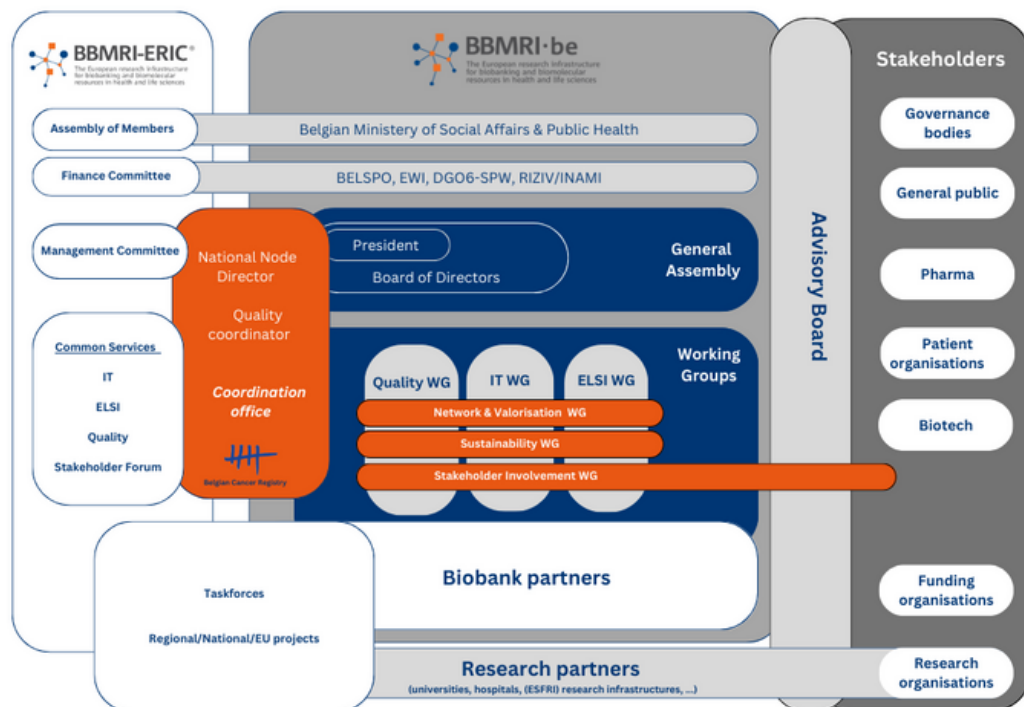 BBMRI-ERIC®
The European research infrastructure
for biobanking and biomolecular
resources in health and life sciences
BBMRI·be
The European research infrastructure
for biobanking and biomolecular
resources in health and life sciences
Stakeholders
Assembly of Members
Belgian Ministery of Social Affairs & Public Health
Governance
bodies
Finance Committee
BELSPO, EWI, DGO6-SPW, RIZIV/INAMI
General public
Management Committee
National Node
Director
Quality
coordinator
Coordination
office
Belgian Cancer Registry
President
Board of Directors
General
Assembly
Advisory Board
Pharma
Common Services
IT
ELSI
Quality
Stakeholder Forum
Working
Groups
Quality WG
IT WG
ELSI WG
Network & Valorisation WG
Sustainability WG
Stakeholder Involvement WG
Patient
organisations
Biotech
Taskforces
Regional/National/EU projects
Biobank partners
Funding
organisations
Research partners
(universities, hospitals, (ESFRI) research infrastructures, ...)
Research
organisations